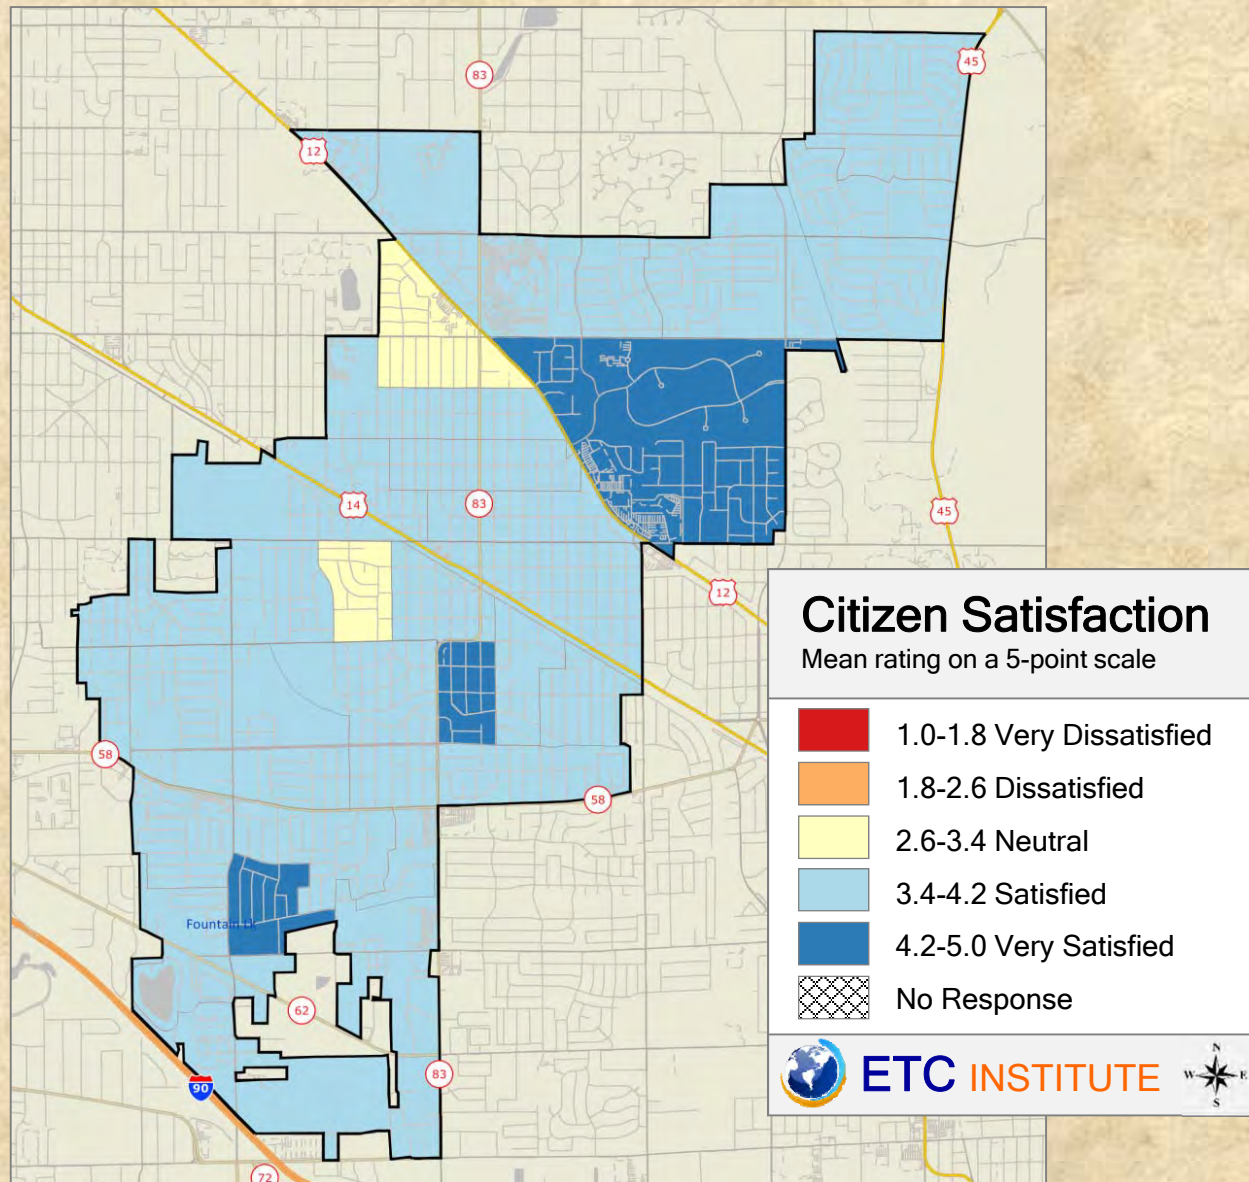 83
45
12
14
83
45
12
58
58
Fountain Lk
62
83
90
72
Citizen Satisfaction
Mean rating on a 5-point scale
1.0-1.8 Very Dissatisfied
1.8-2.6 Dissatisfied
2.6-3.4 Neutral
3.4-4.2 Satisfied
4.2-5.0 Very Satisfied
No Response
ETC INSTITUTE
N
W E
S